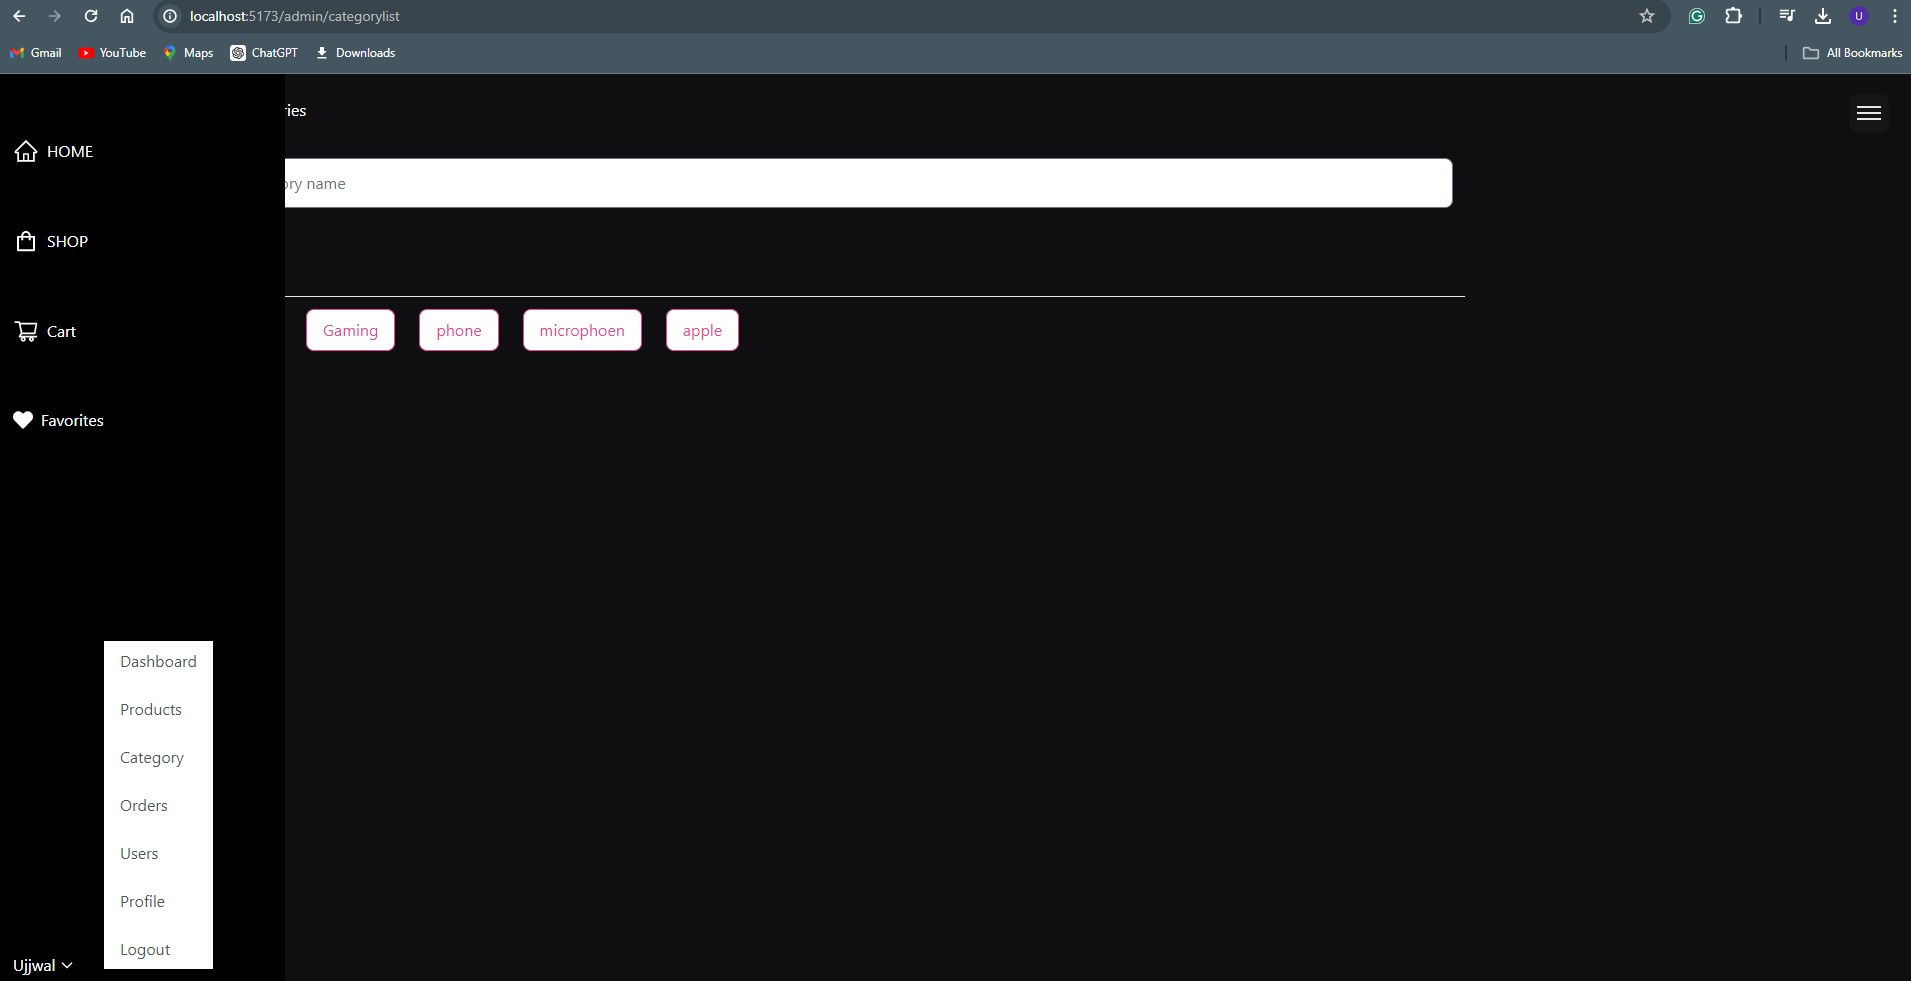 localhost:5173/admin/categorylist
U
Gmail YouTube Maps ChatGPT Downloads All Bookmarks
ries
HOME
ory name
SHOP
Cart
Gaming phone microphoen apple
Favorites
Dashboard
Products
Category
Orders
Users
Profile
Logout
Ujjwal